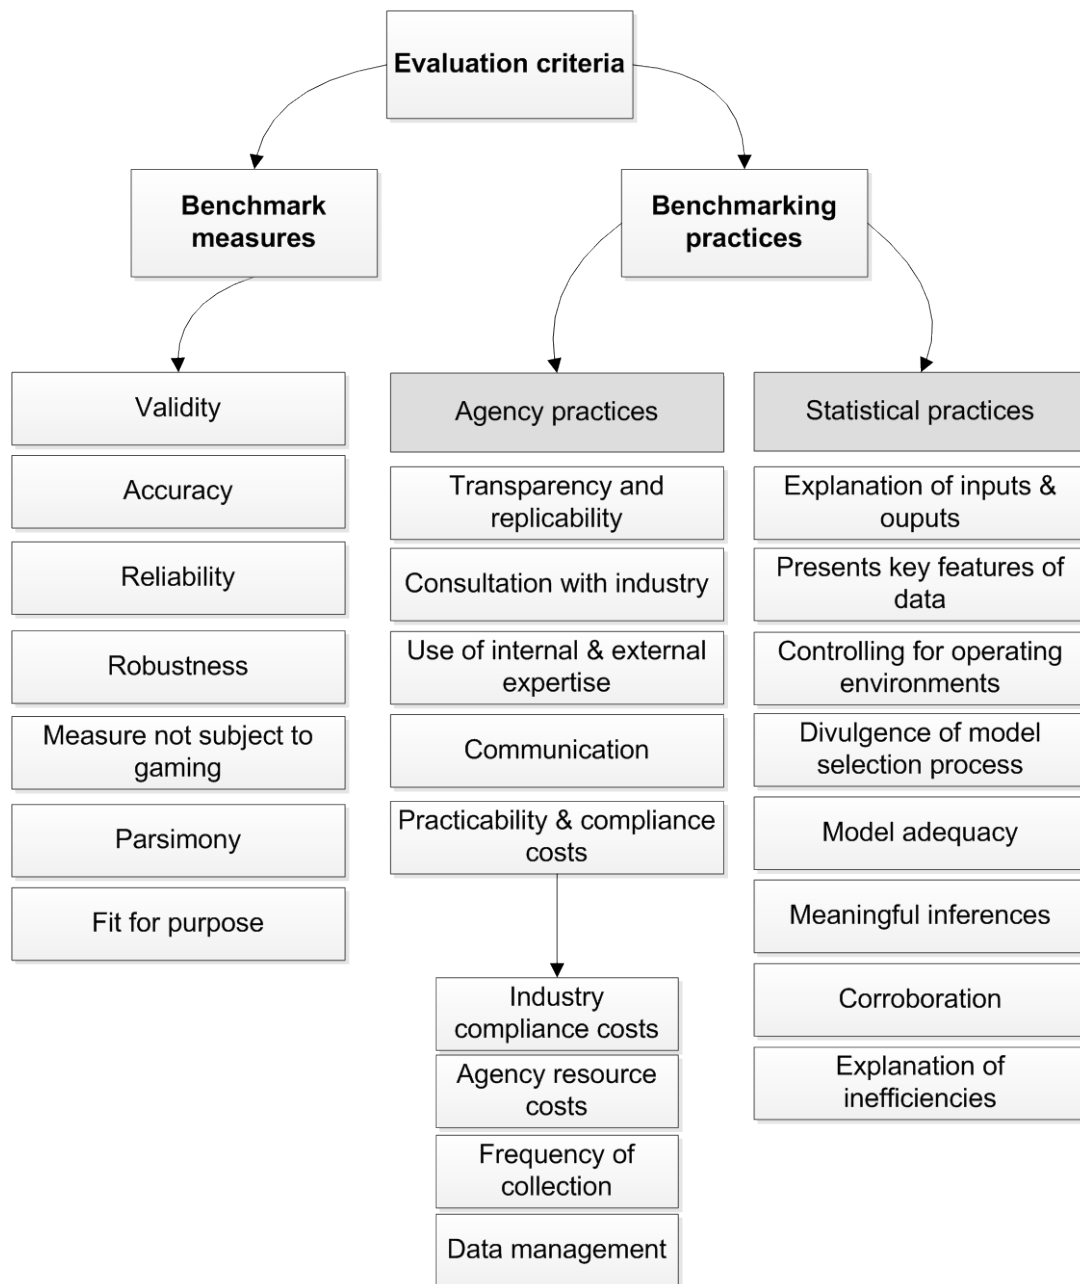 Evaluation criteria
Benchmark
measures
Benchmarking
practices
Validity
Accuracy
Reliability
Robustness
Measure not subject to
gaming
Parsimony
Fit for purpose
Agency practices
Transparency and
replicability
Consultation with industry
Use of internal & external
expertise
Communication
Practicability & compliance
costs
Industry
compliance costs
Agency resource
costs
Frequency of
collection
Data management
Statistical practices
Explanation of inputs &
ouputs
Presents key features of
data
Controlling for operating
environments
Divulgence of model
selection process
Model adequacy
Meaningful inferences
Corroboration
Explanation of
inefficiencies